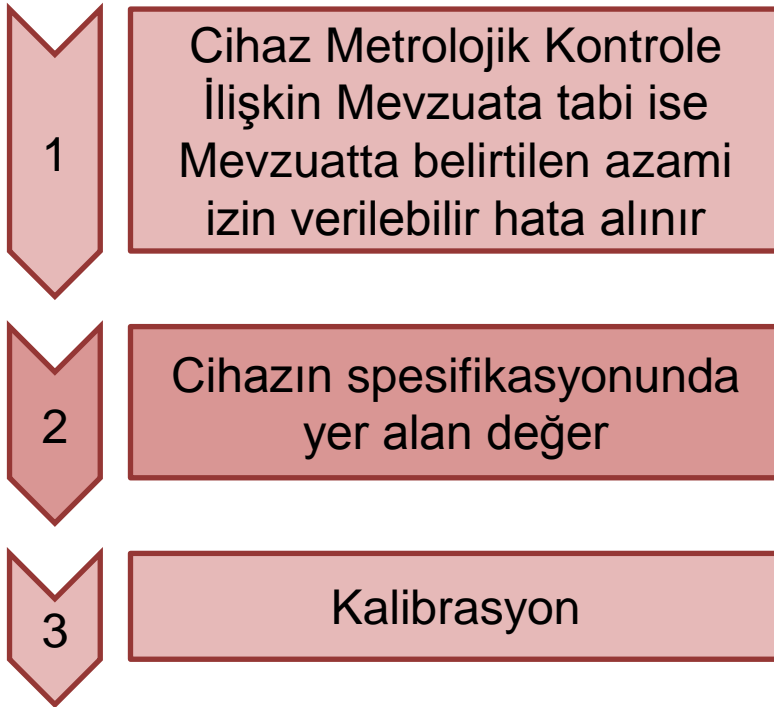 1
Cihaz Metrolojik Kontrole
İlişkin Mevzuata tabi ise
Mevzuatta belirtilen azami
izin verilebilir hata alınır
2
Cihazın spesifikasyonunda
yer alan değer
3
Kalibrasyon